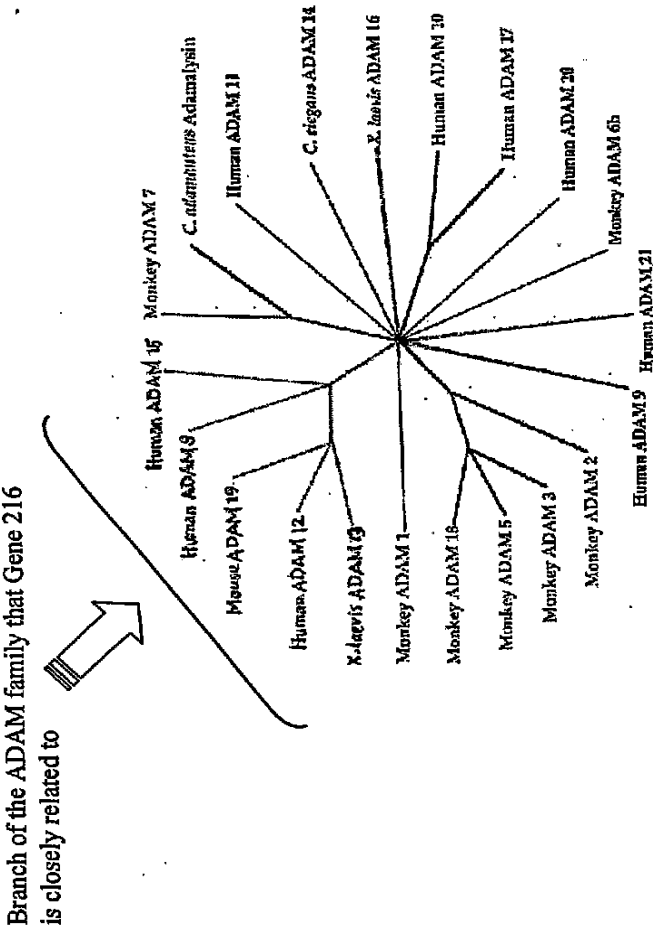 Branch of the ADAM family that Gene 216
is closely related to
Monkey ADAM 7
C. adamanteus Adamalysin
Human ADAM 11
C. elegans ADAM 14
X. laevis ADAM 16
Human ADAM 10
Human ADAM 17
Human ADAM 20
Monkey ADAM 6b
Human ADAM 21
Human ADAM 9
Monkey ADAM 2
Monkey ADAM 3
Monkey ADAM 5
Monkey ADAM 18
Monkey ADAM 1
X. laevis ADAM 13
Human ADAM 12
Mouse ADAM 19
Human ADAM 9
Human ADAM 15